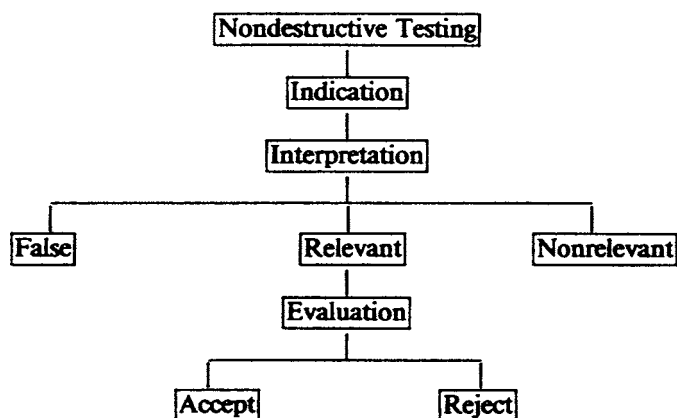 Nondestructive Testing
Indication
Interpretation
False Relevant Nonrelevant
Evaluation
Accept Reject